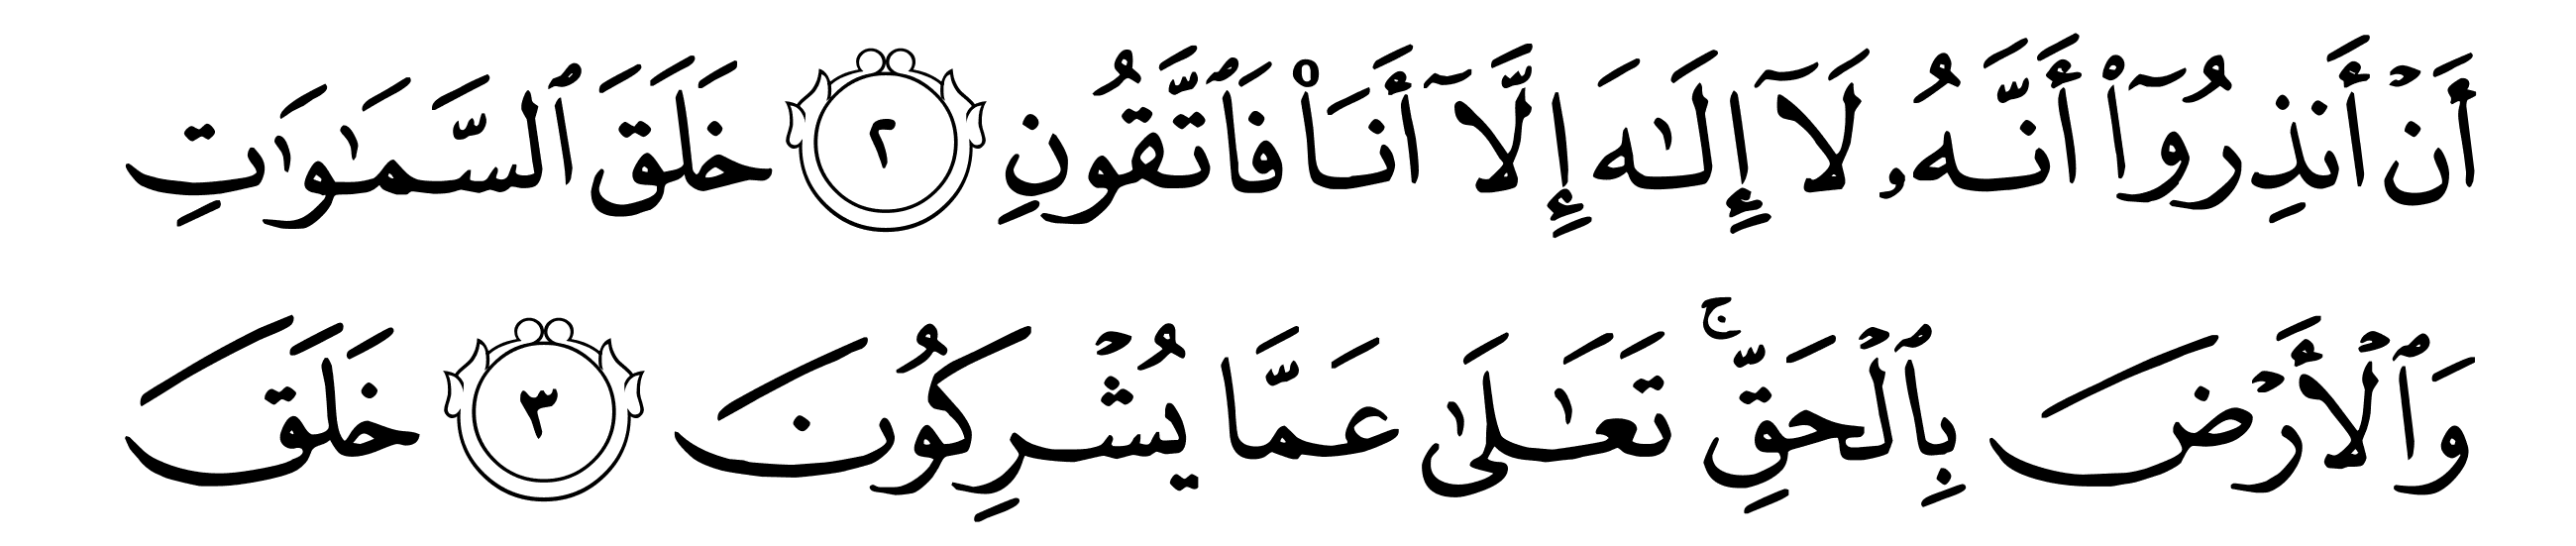 أَنۡ أَنذِرُوٓاْ أَنَّهُۥ لَآ إِلَٰهَ إِلَّآ أَنَا۠ فَٱتَّقُونِ ٢ خَلَقَ ٱلسَّمَٰوَٰتِ
وَٱلۡأَرۡضَ بِٱلۡحَقِّۚ تَعَٰلَىٰ عَمَّا يُشۡرِكُونَ ٣ خَلَقَ